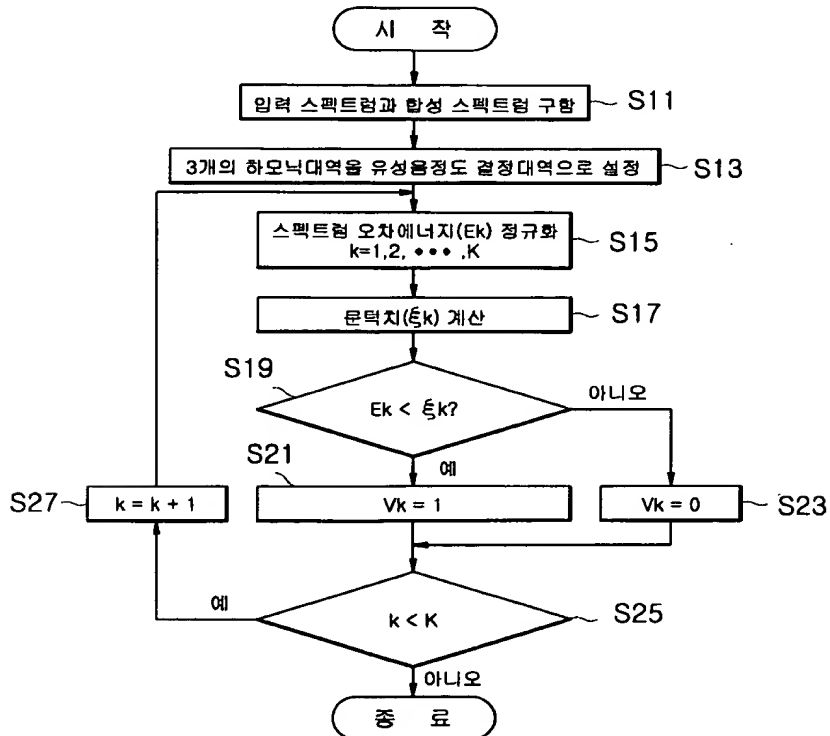 시 작
입력 스펙트럼과 합성 스펙트럼 구함
S11
3개의 하모닉대역을 유성음정도 결정대역으로 설정
S13
스펙트럼 오차에너지(Ek) 정규화
k=1,2, ••• ,K
S15
문턱치(ξk) 계산
S17
S19
Ek < ξk?
아니오
예
S21
Vk = 1
Vk = 0
S23
S27
k = k + 1
예
k < K
S25
아니오
종 료